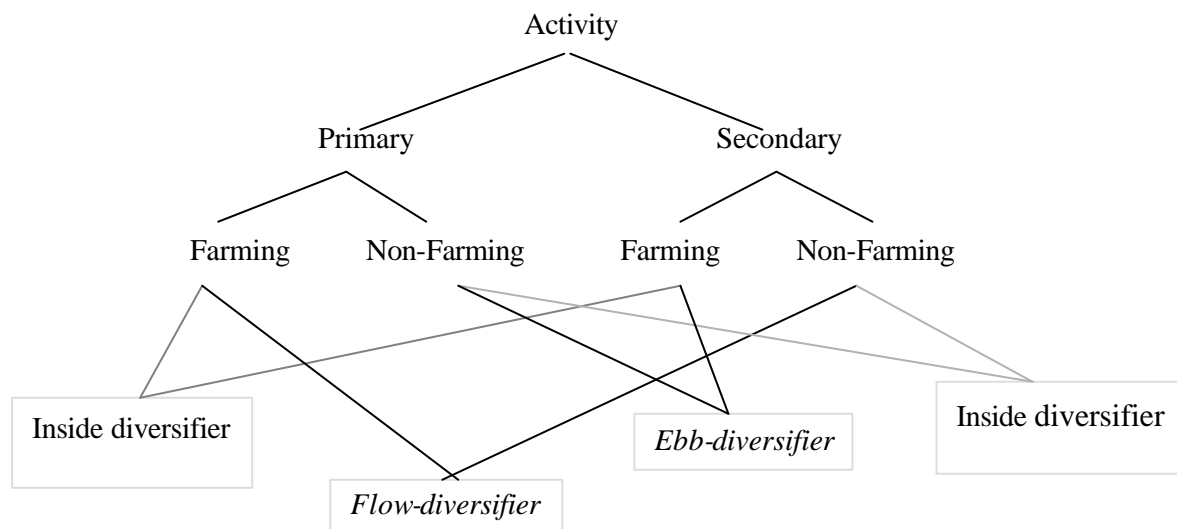 Activity
Primary Secondary
Farming Non-Farming Farming Non-Farming
Inside diversifier
Ebb-diversifier
Inside diversifier
Flow-diversifier